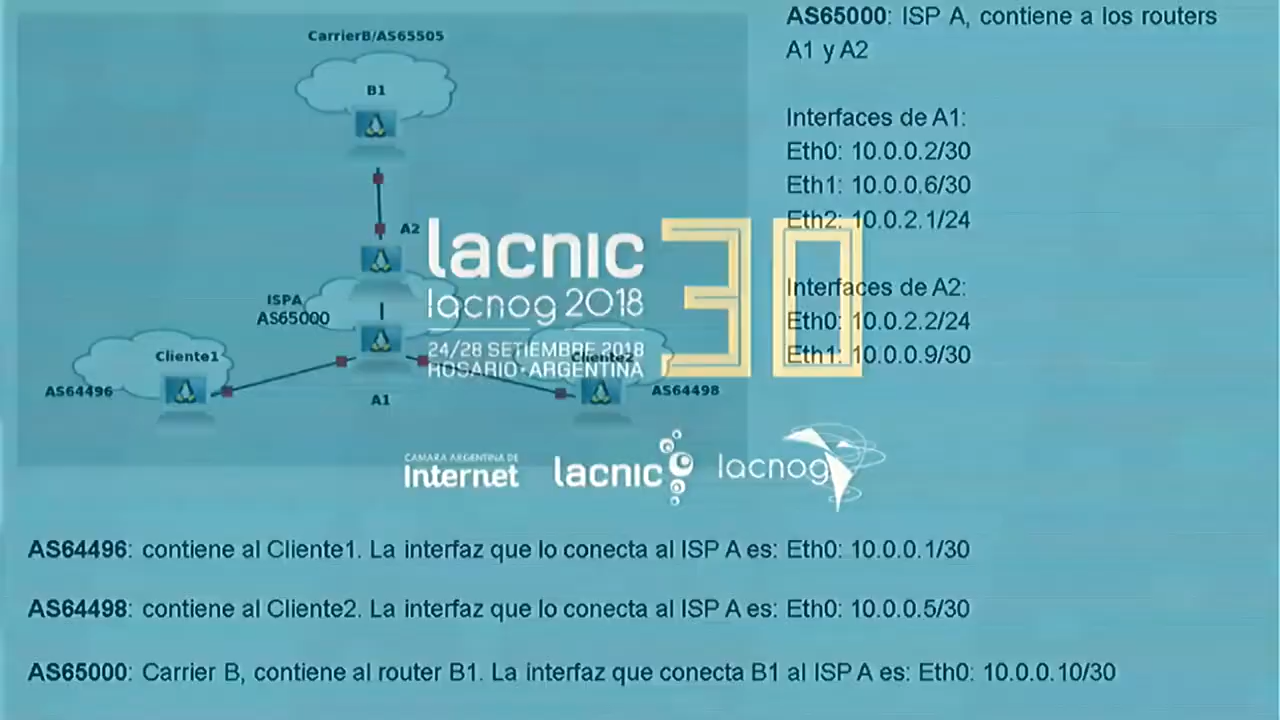 CarrierB/AS65505
B1
A2
ISPA
AS65000
Cliente1
AS64496
A1
Cliente2
AS64498
AS65000: ISP A, contiene a los routers
A1 y A2
Interfaces de A1:
Eth0: 10.0.0.2/30
Eth1: 10.0.0.6/30
Eth2: 10.0.2.1/24
Interfaces de A2:
Eth0: 10.0.2.2/24
Eth1: 10.0.0.9/30
lacnic 30
lacnog 2018
24/28 SETIEMBRE 2018
ROSARIO · ARGENTINA
CAMARA ARGENTINA DE
Internet
lacnic
lacnog
AS64496: contiene al Cliente1. La interfaz que lo conecta al ISP A es: Eth0: 10.0.0.1/30
AS64498: contiene al Cliente2. La interfaz que lo conecta al ISP A es: Eth0: 10.0.0.5/30
AS65000: Carrier B, contiene al router B1. La interfaz que conecta B1 al ISP A es: Eth0: 10.0.0.10/30